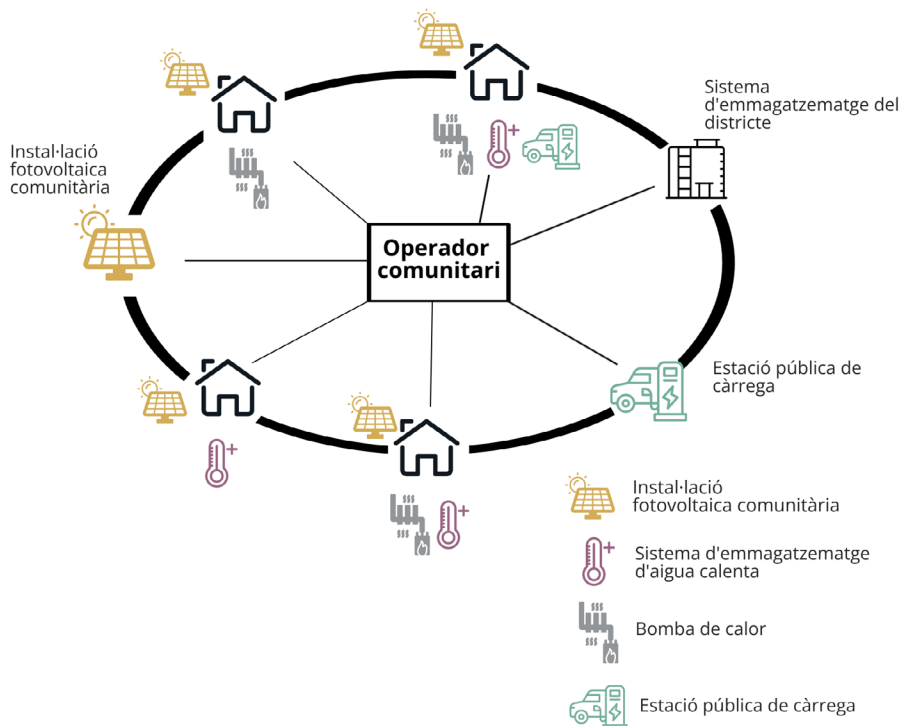 Sistema
d'emmagatzematge del
districte
Instal·lació
fotovoltaica
comunitària
Operador
comunitari
Estació pública de
càrrega
Instal·lació
fotovoltaica comunitària
Sistema d'emmagatzematge
d'aigua calenta
Bomba de calor
Estació pública de càrrega